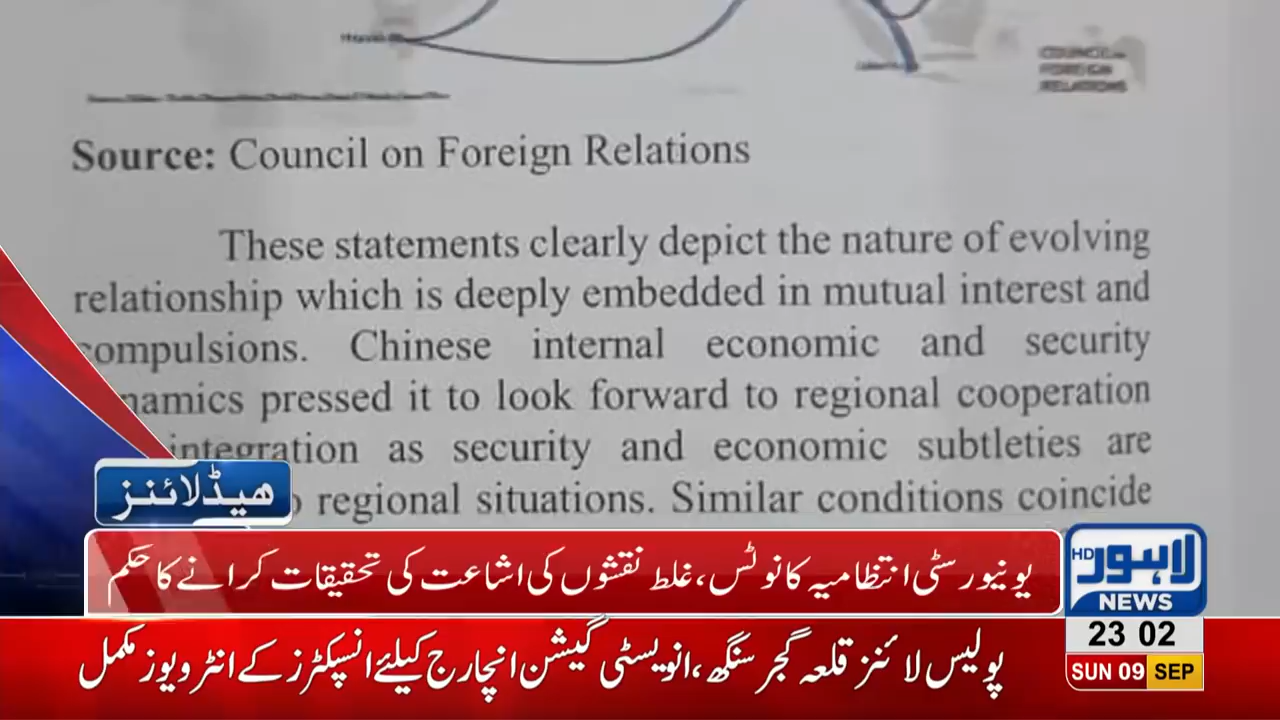 COUNCIL on
FOREIGN
RELATIONS
Source: Council on Foreign Relations
These statements clearly depict the nature of evolving
relationship which is deeply embedded in mutual interest and
compulsions. Chinese internal economic and security
namics pressed it to look forward to regional cooperation
integration as security and economic subtleties are
regional situations. Similar conditions coincide
ھیڈلائنز
یونیورسٹی انتظامیہ کا نوٹس، غلط نقشوں کی اشاعت کی تحقیقات کرانے کا حکم
پولیس لائنز قلعہ گجر سنگھ، انویسٹی گیشن انچارج کیلئے انسپکٹرز کے انٹرویوز مکمل
HD لاہور
NEWS
23 02
SUN 09 SEP